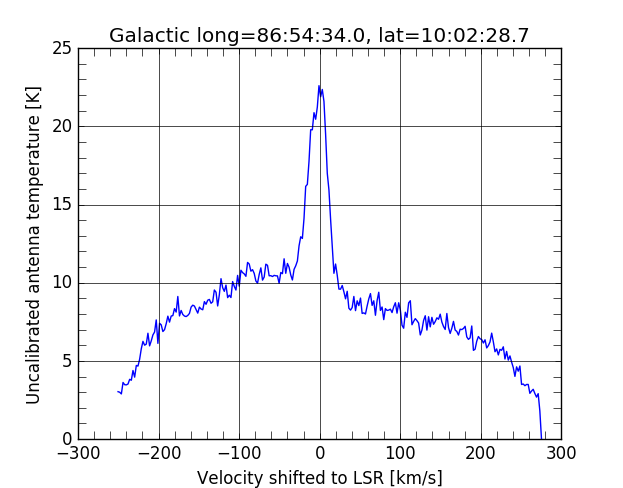 Galactic long=86:54:34.0, lat=10:02:28.7
Uncalibrated antenna temperature [K]
25
20
15
10
5
0
−300 −200 −100 0 100 200 300
Velocity shifted to LSR [km/s]